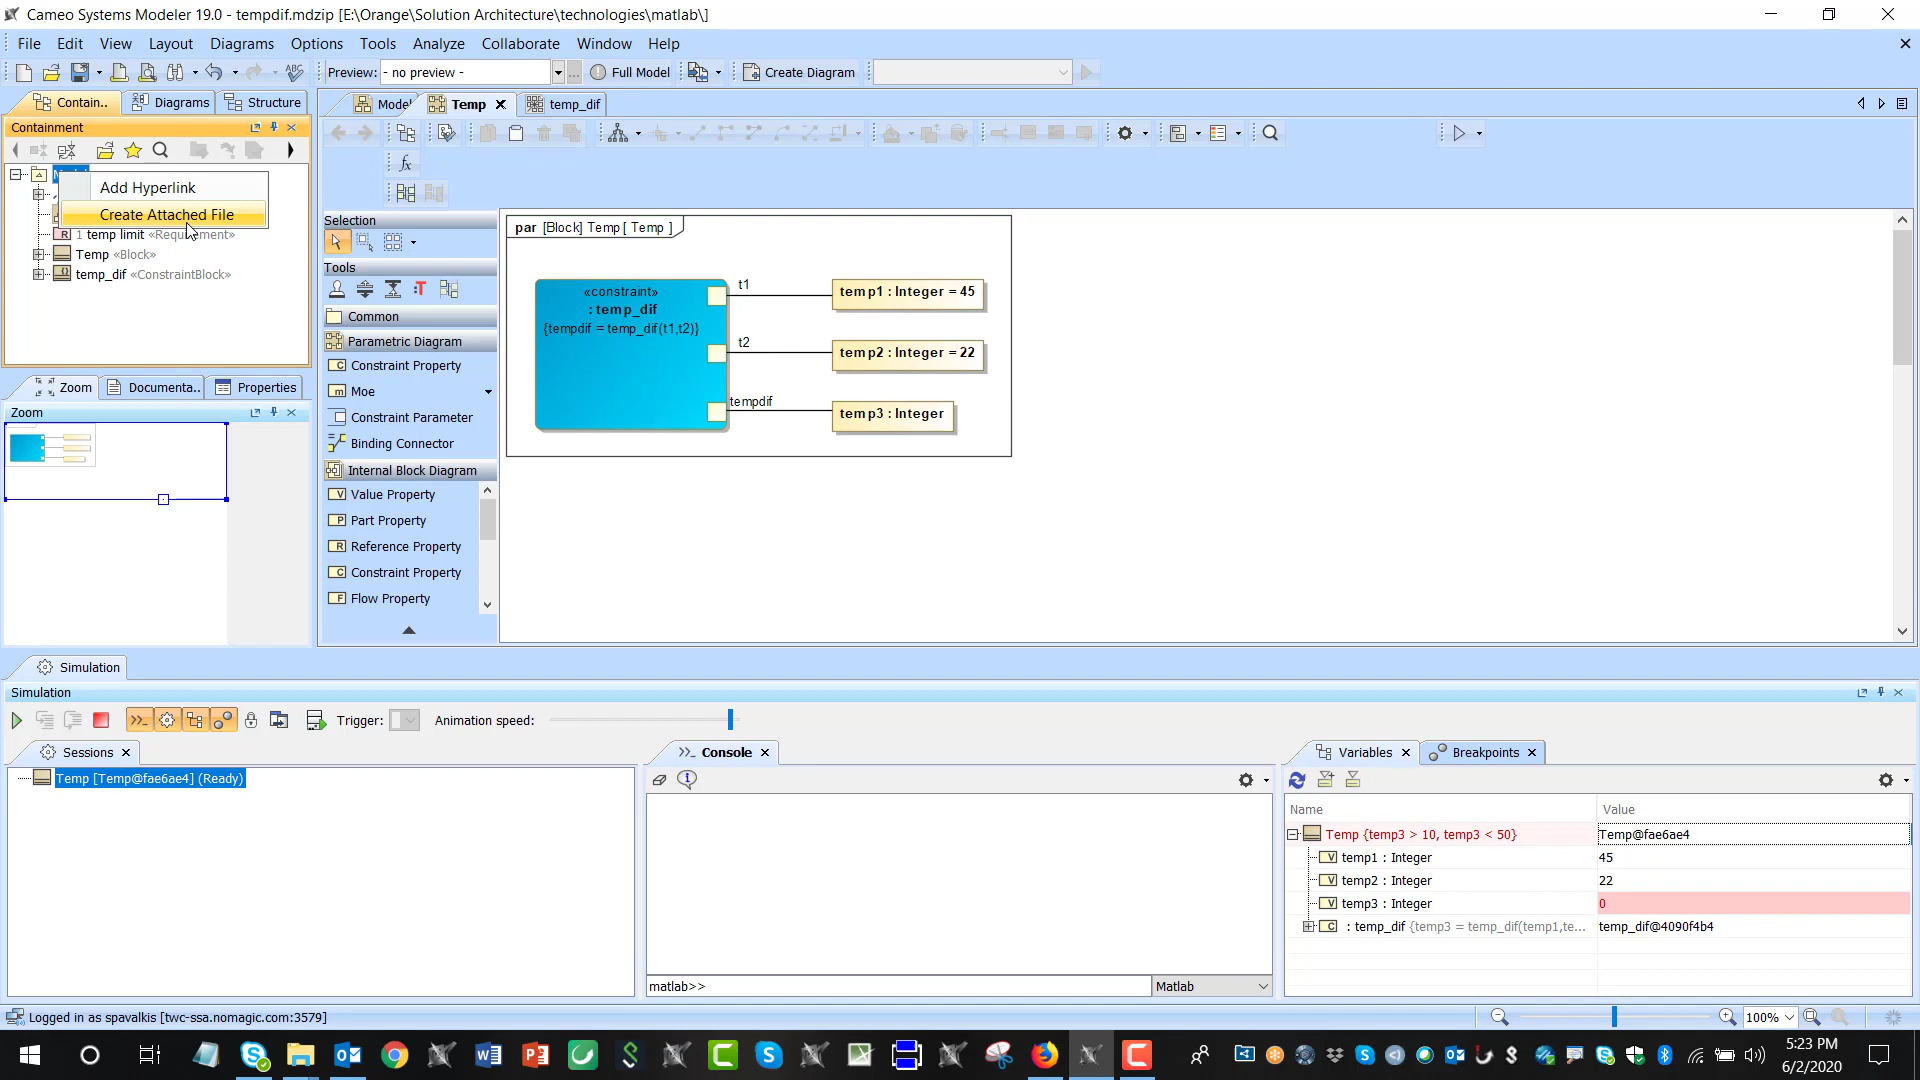 Cameo Systems Modeler 19.0 - tempdif.mdzip [E:\Orange\Solution Architecture\technologies\matlab\]
File Edit View Layout Diagrams Options Tools Analyze Collaborate Window Help
Preview: - no preview - ... Full Model Create Diagram
Contain.. Diagrams Structure
Model Temp temp_dif
Containment
Add Hyperlink
Create Attached File
1 temp limit «Requirement»
Temp «Block»
temp_dif «ConstraintBlock»
Zoom Documenta.. Properties
Zoom
Selection
Tools
Common
Parametric Diagram
Constraint Property
Moe
Constraint Parameter
Binding Connector
Internal Block Diagram
Value Property
Part Property
Reference Property
Constraint Property
Flow Property
par [Block] Temp [ Temp ]
«constraint»
: temp_dif
{tempdif = temp_dif(t1,t2)}
t1
temp1 : Integer = 45
t2
temp2 : Integer = 22
tempdif
temp3 : Integer
Simulation
Simulation
Trigger: Animation speed:
Sessions
Temp [Temp@fae6ae4] (Ready)
Console
matlab>> Matlab
Variables Breakpoints
Name Value
Temp {temp3 > 10, temp3 < 50} Temp@fae6ae4
temp1 : Integer 45
temp2 : Integer 22
temp3 : Integer 0
: temp_dif {temp3 = temp_dif(temp1,te... temp_dif@4090f4b4
Logged in as spavalkis [twc-ssa.nomagic.com:3579]
100%
5:23 PM
6/2/2020